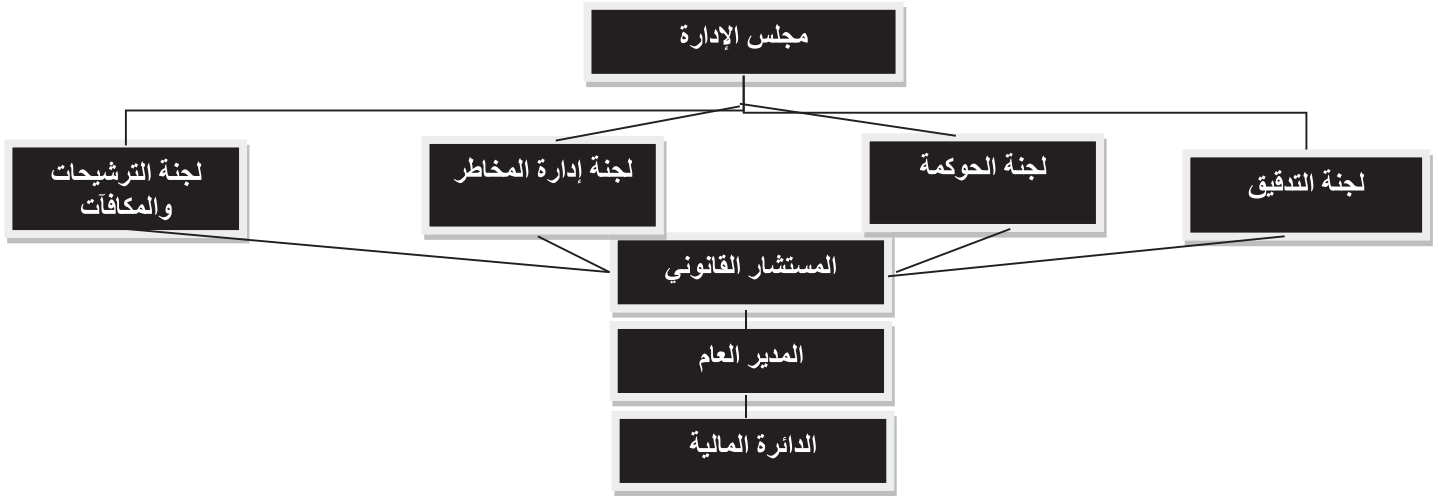 مجلس الإدارة
لجنة التدقيق
لجنة الحوكمة
لجنة إدارة المخاطر
لجنة الترشيحات
والمكافآت
المستشار القانوني
المدير العام
الدائرة المالية